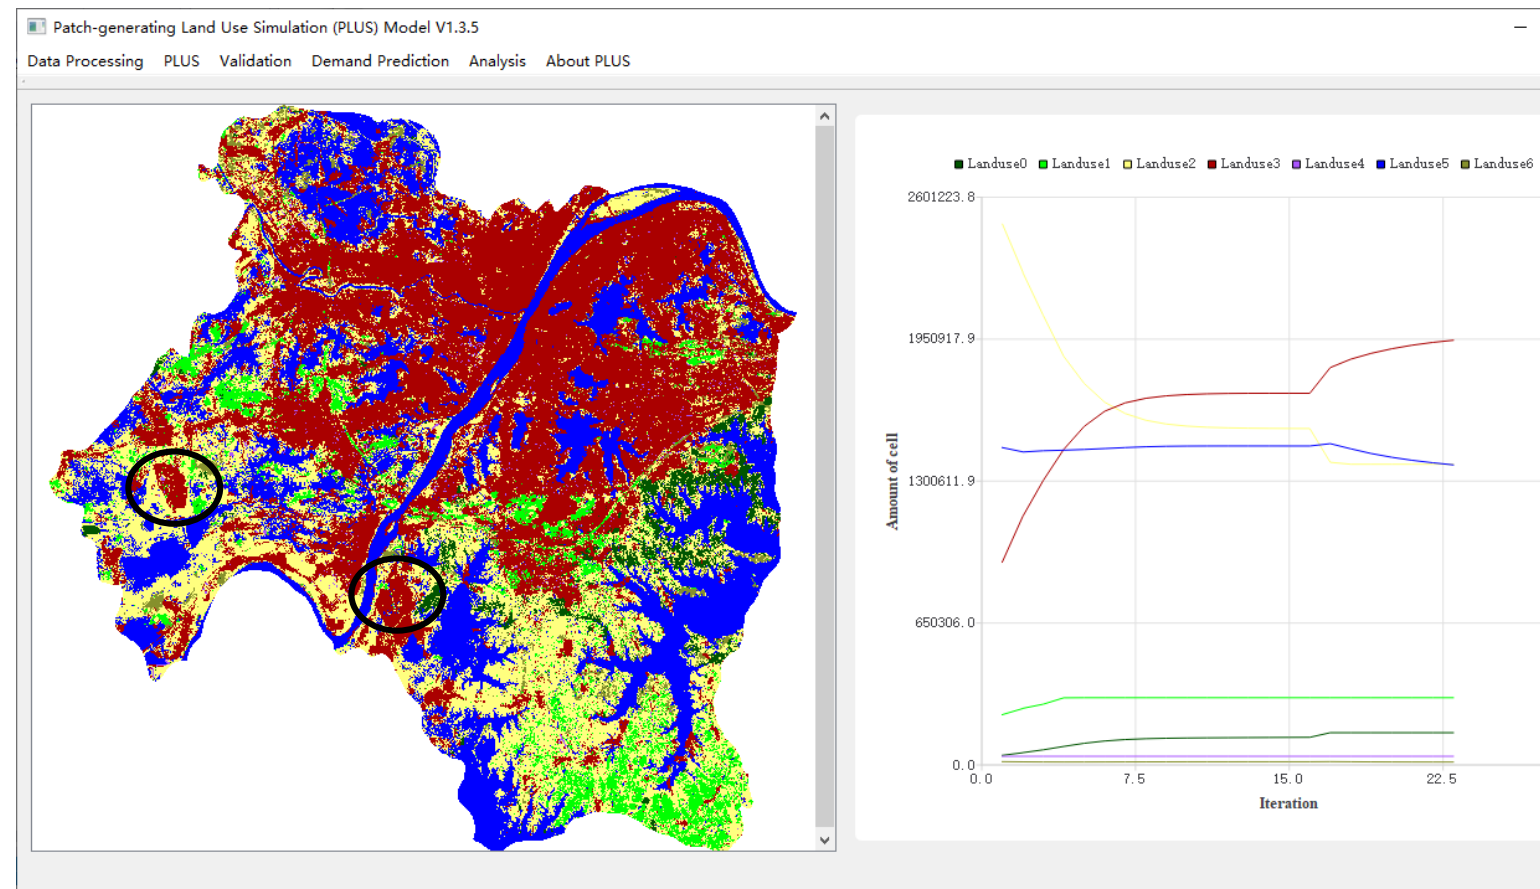 Patch-generating Land Use Simulation (PLUS) Model V1.3.5
Data Processing PLUS Validation Demand Prediction Analysis About PLUS
Landuse0 Landuse1 Landuse2 Landuse3 Landuse4 Landuse5 Landuse6
2601223.8
1950917.9
1300611.9
650306.0
0.0
Amount of cell
0.0 7.5 15.0 22.5
Iteration